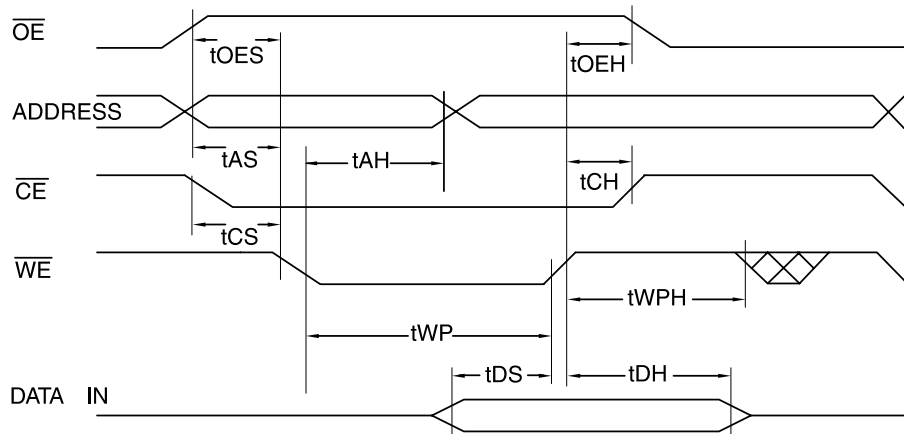 OE
tOES
tOEH
ADDRESS
tAS
tAH
tCH
CE
tCS
WE
tWPH
tWP
tDS
tDH
DATA IN